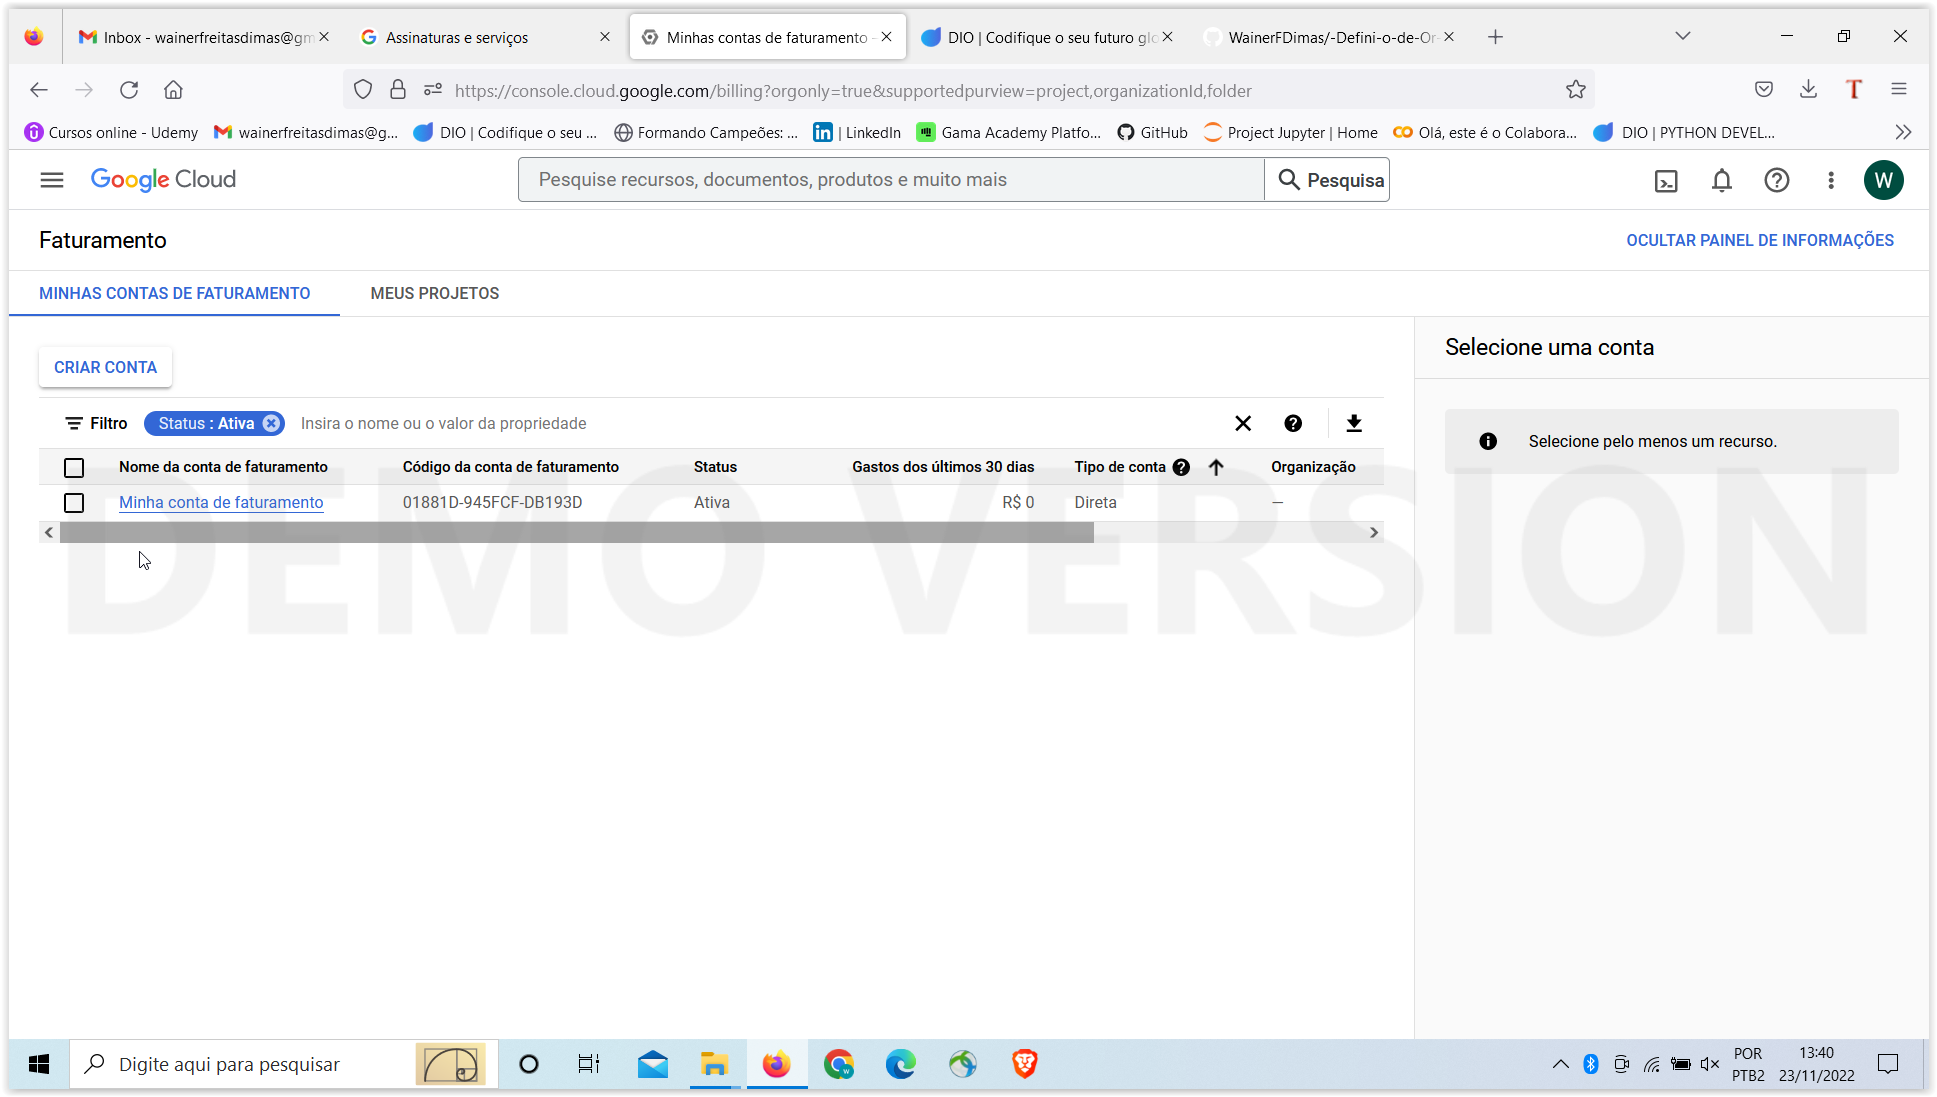 Inbox - wainerfreitasdimas@gm
Assinaturas e serviços
Minhas contas de faturamento -
DIO | Codifique o seu futuro glo
WainerFDimas/-Defini-o-de-Or-
https://console.cloud.google.com/billing?orgonly=true&supportedpurview=project,organizationId,folder
T
Cursos online - Udemy
wainerfreitasdimas@g...
DIO | Codifique o seu ...
Formando Campeões: ...
| LinkedIn
Gama Academy Platfo...
GitHub
Project Jupyter | Home
Olá, este é o Colabora...
DIO | PYTHON DEVEL...
Google Cloud
Pesquise recursos, documentos, produtos e muito mais
Pesquisa
W
Faturamento
OCULTAR PAINEL DE INFORMAÇÕES
MINHAS CONTAS DE FATURAMENTO
MEUS PROJETOS
CRIAR CONTA
Selecione uma conta
Filtro
Status : Ativa
Insira o nome ou o valor da propriedade
Selecione pelo menos um recurso.
Nome da conta de faturamento
Código da conta de faturamento
Status
Gastos dos últimos 30 dias
Tipo de conta
Organização
Minha conta de faturamento
01881D-945FCF-DB193D
Ativa
R$ 0
Direta
—
DEMO VERSION
Digite aqui para pesquisar
POR
PTB2
13:40
23/11/2022